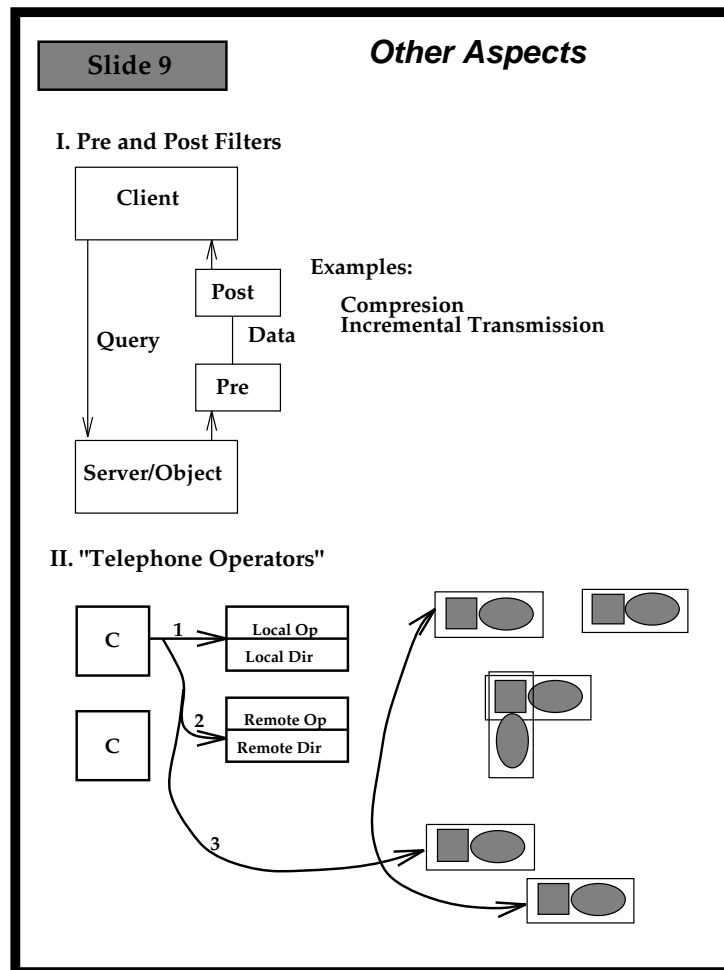 Slide 9
Other Aspects
I. Pre and Post Filters
Client
Post
Query
Data
Pre
Server/Object
Examples:
Compresion
Incremental Transmission
II. "Telephone Operators"
C
1
Local Op
Local Dir
C
2
Remote Op
Remote Dir
3